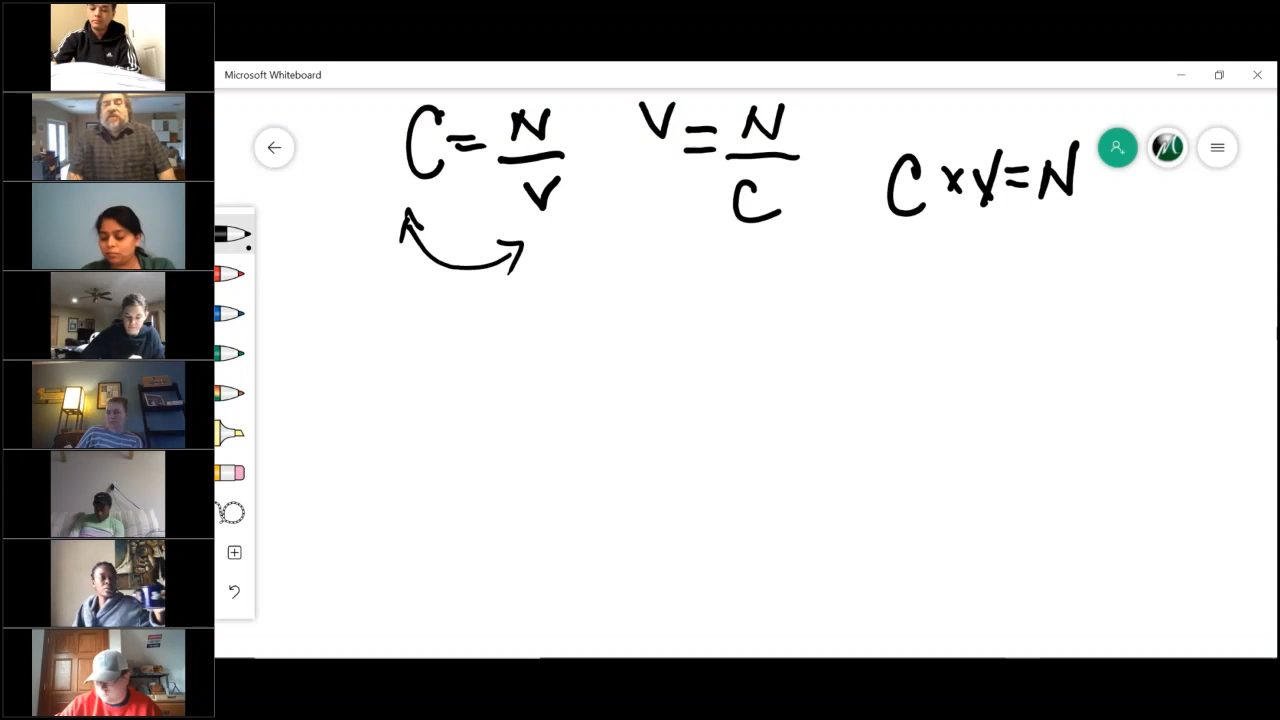 Microsoft Whiteboard
C = N/V
V = N/C
C x V = N